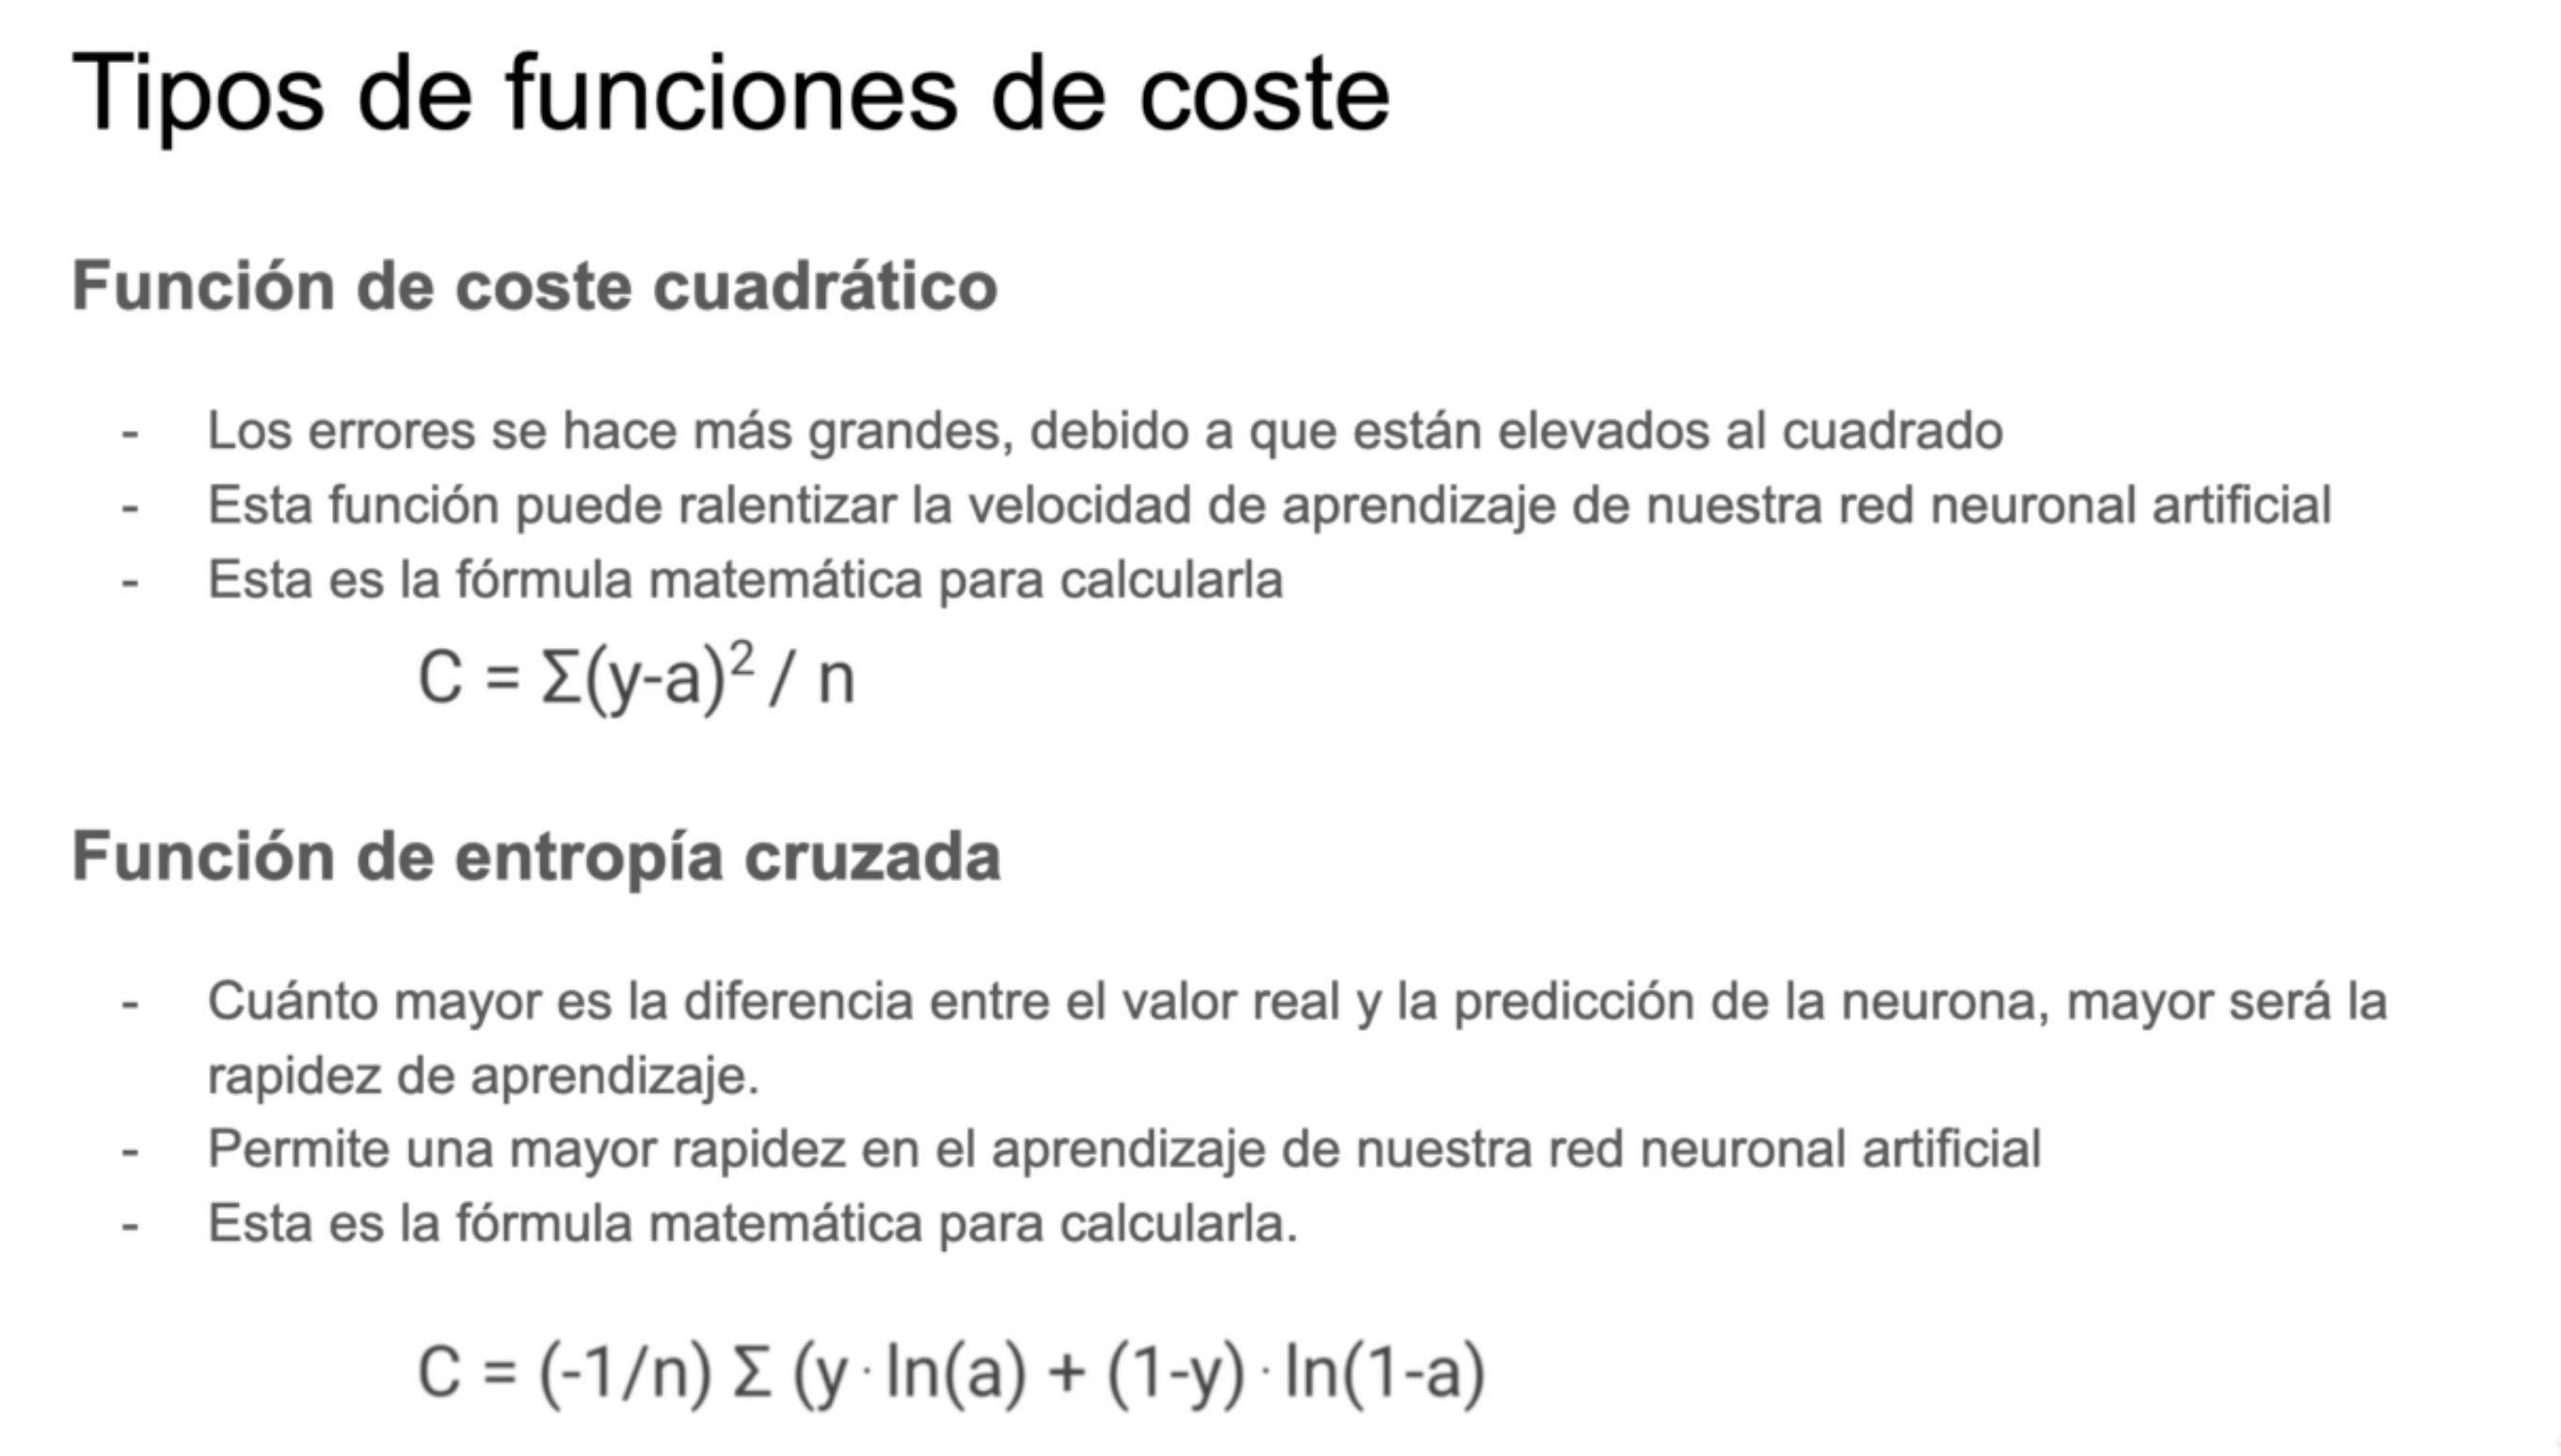 Tipos de funciones de coste
Función de coste cuadrático
- Los errores se hace más grandes, debido a que están elevados al cuadrado
- Esta función puede ralentizar la velocidad de aprendizaje de nuestra red neuronal artificial
- Esta es la fórmula matemática para calcularla
C = Σ(y-a)² / n
Función de entropía cruzada
- Cuánto mayor es la diferencia entre el valor real y la predicción de la neurona, mayor será la
rapidez de aprendizaje.
- Permite una mayor rapidez en el aprendizaje de nuestra red neuronal artificial
- Esta es la fórmula matemática para calcularla.
C = (-1/n) Σ (y · ln(a) + (1-y) · ln(1-a)